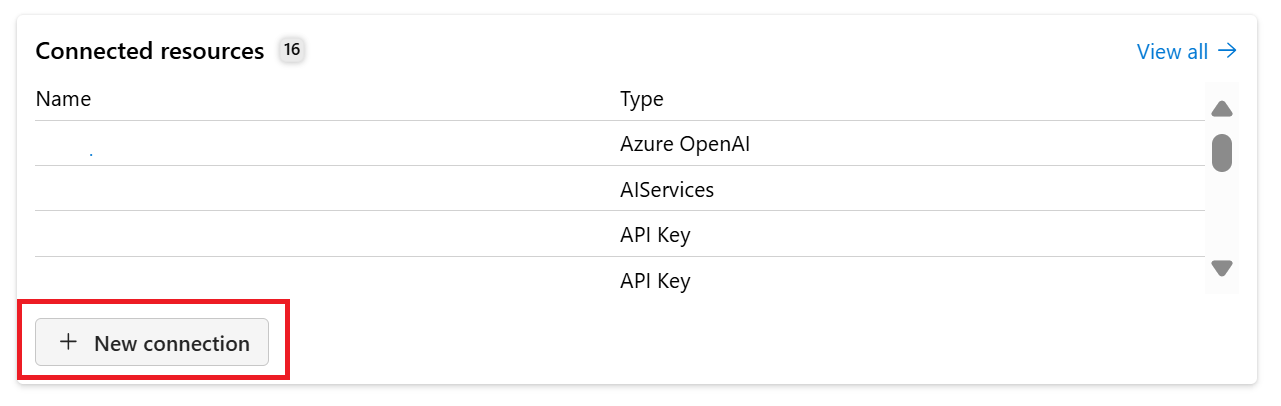 Connected resources 16 View all
Name Type
Azure OpenAI
AIServices
API Key
API Key
+ New connection